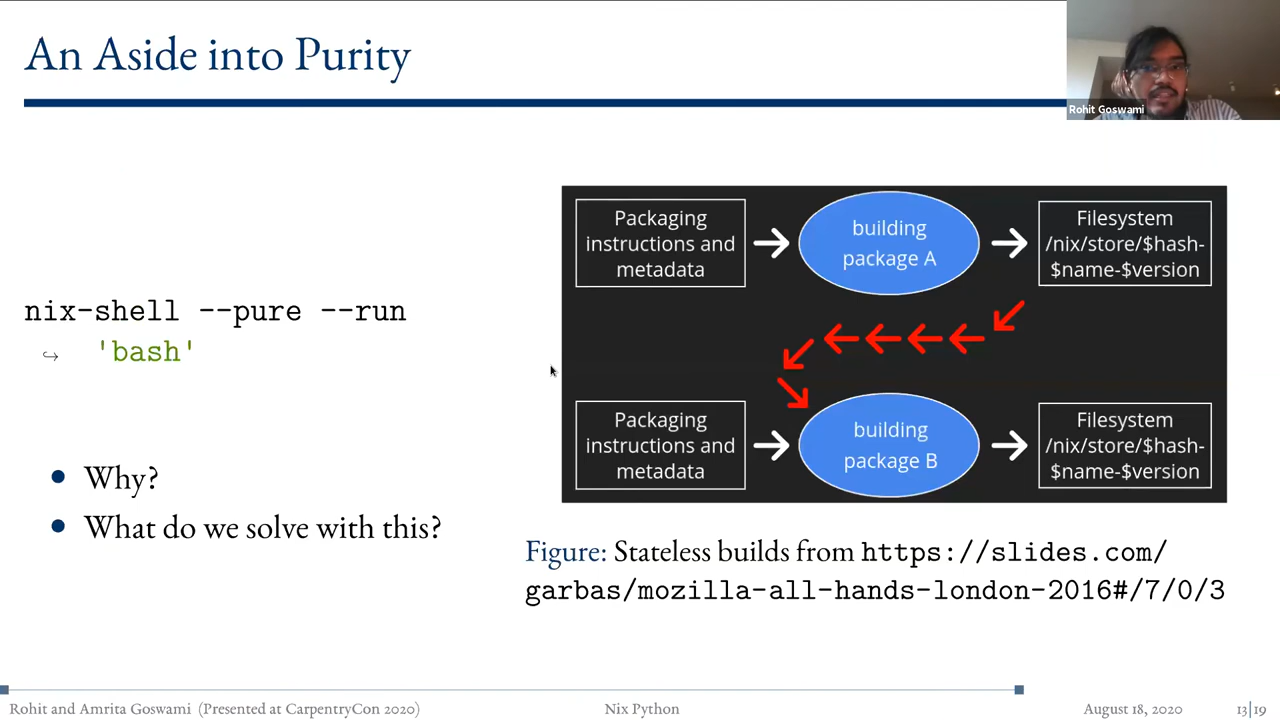 An Aside into Purity
Rohit Goswami
nix-shell --pure --run
↪ 'bash'
• Why?
• What do we solve with this?
Packaging
instructions and
metadata
building
package A
Filesystem
/nix/store/$hash-
$name-$version
Packaging
instructions and
metadata
building
package B
Filesystem
/nix/store/$hash-
$name-$version
Figure: Stateless builds from https://slides.com/
garbas/mozilla-all-hands-london-2016#/7/0/3
Rohit and Amrita Goswami (Presented at CarpentryCon 2020)
Nix Python
August 18, 2020
13|19